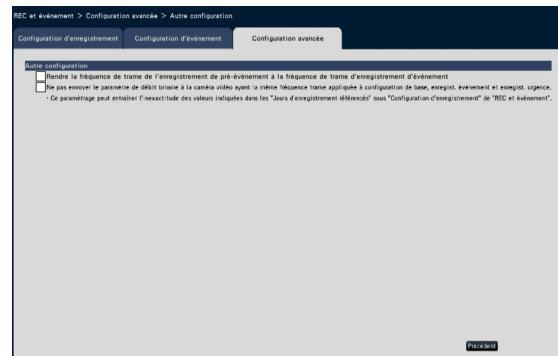 REC et événement > Configuration avancée > Autre configuration
Configuration d'enregistrement
Configuration d'événement
Configuration avancée
Autre configuration
Rendre la fréquence de trame de l'enregistrement de pré-évènement à la fréquence de trame d'enregistrement d'événement
Ne pas envoyer le paramètre de débit binaire à la caméra vidéo ayant la même fréquence trame appliquée à configuration de base, enregist. événement et enregist. urgence.
・Ce paramétrage peut entraîner l'inexactitude des valeurs indiquées dans les "Jours d'enregistrement référencés" sous "Configuration d'enregistrement" de "REC et événement".
Précédent